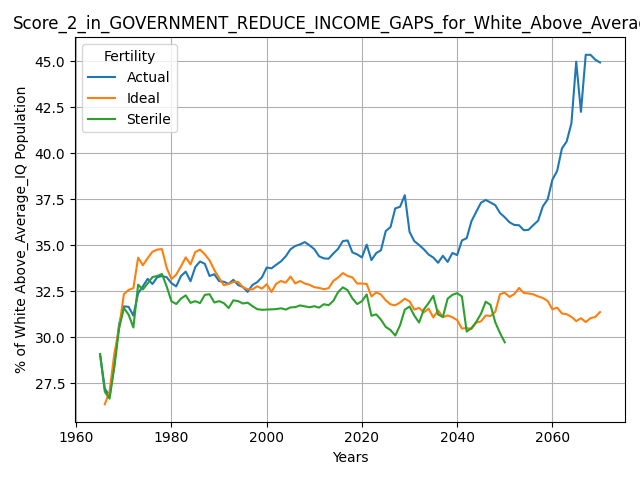 Score_2_in_GOVERNMENT_REDUCE_INCOME_GAPS_for_White_Above_Avera
Fertility
Actual
Ideal
Sterile
% of White Above_Average_IQ Population
45.0
42.5
40.0
37.5
35.0
32.5
30.0
27.5
1960 1980 2000 2020 2040 2060
Years